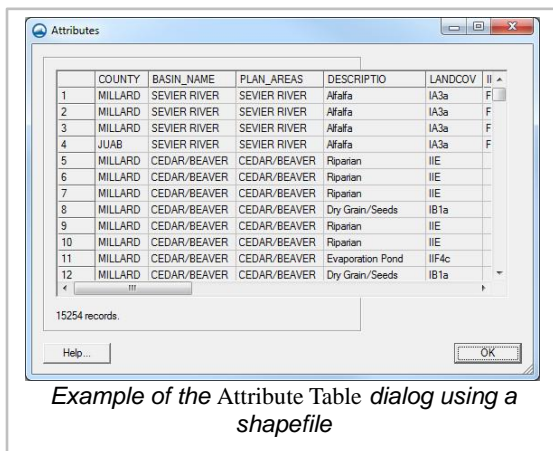 Attributes
COUNTY BASIN_NAME PLAN_AREAS DESCRIPTIO LANDCOV
1 MILLARD SEVIER RIVER SEVIER RIVER Alfalfa IA3a F
2 MILLARD SEVIER RIVER SEVIER RIVER Alfalfa IA3a F
3 MILLARD SEVIER RIVER SEVIER RIVER Alfalfa IA3a F
4 JUAB SEVIER RIVER SEVIER RIVER Alfalfa IA3a F
5 MILLARD CEDAR/BEAVER CEDAR/BEAVER Riparian IIE
6 MILLARD CEDAR/BEAVER CEDAR/BEAVER Riparian IIE
7 MILLARD CEDAR/BEAVER CEDAR/BEAVER Riparian IIE
8 MILLARD CEDAR/BEAVER CEDAR/BEAVER Dry Grain/Seeds IB1a
9 MILLARD CEDAR/BEAVER CEDAR/BEAVER Riparian IIE
10 MILLARD CEDAR/BEAVER CEDAR/BEAVER Riparian IIE
11 MILLARD CEDAR/BEAVER CEDAR/BEAVER Evaporation Pond IIF4c
12 MILLARD CEDAR/BEAVER CEDAR/BEAVER Dry Grain/Seeds IB1a
15254 records.
Help... OK
Example of the Attribute Table dialog using a
shapefile